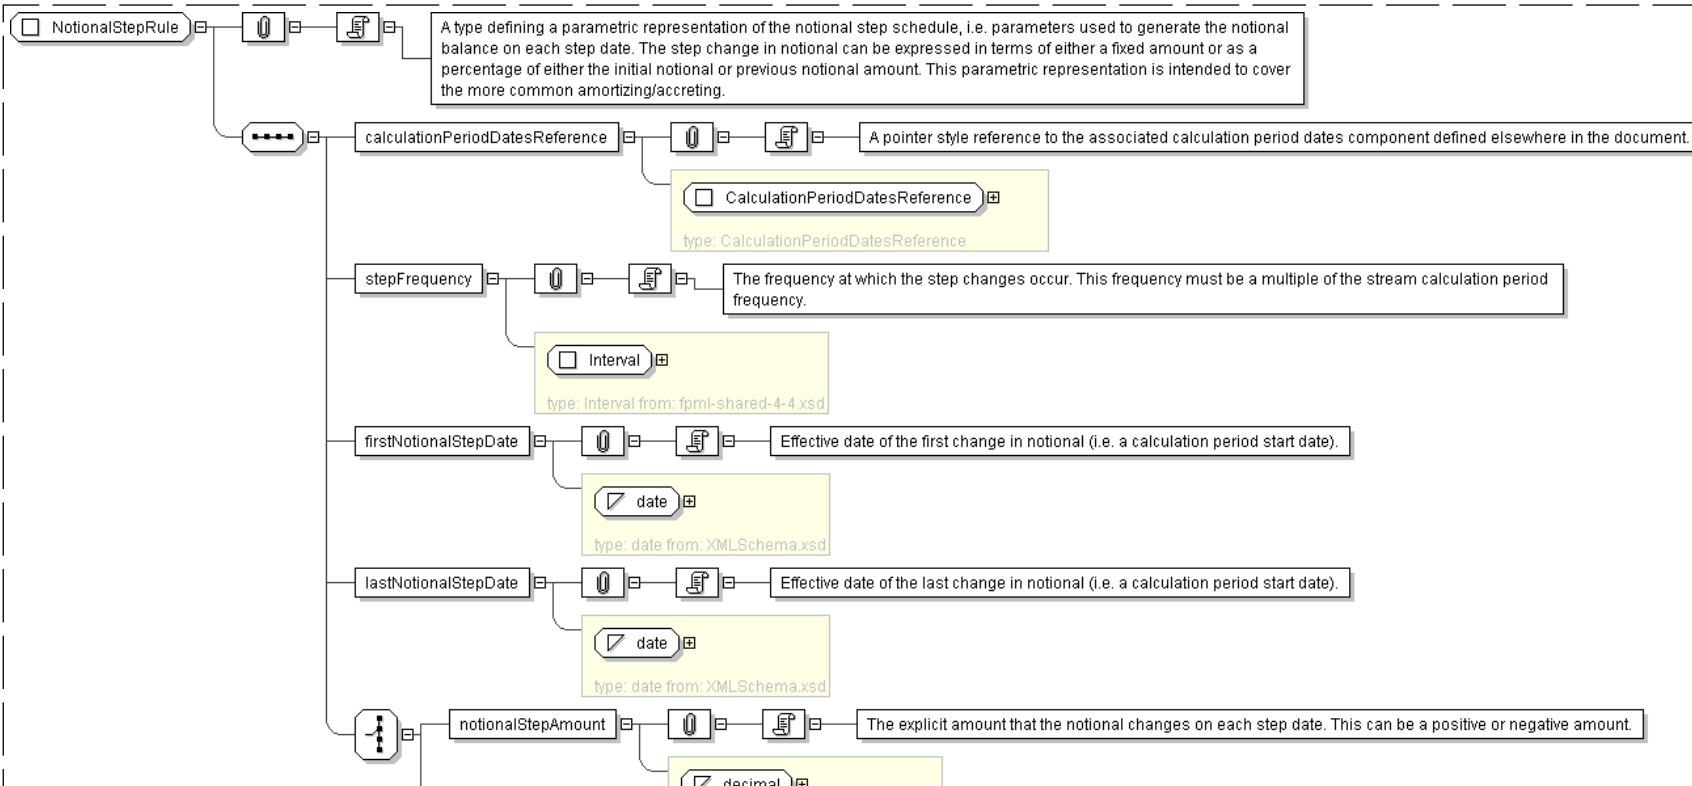 NotionalStepRule
A type defining a parametric representation of the notional step schedule, i.e. parameters used to generate the notional
balance on each step date. The step change in notional can be expressed in terms of either a fixed amount or as a
percentage of either the initial notional or previous notional amount. This parametric representation is intended to cover
the more common amortizing/accreting.
calculationPeriodDatesReference
A pointer style reference to the associated calculation period dates component defined elsewhere in the document.
CalculationPeriodDatesReference
type: CalculationPeriodDatesReference
stepFrequency
The frequency at which the step changes occur. This frequency must be a multiple of the stream calculation period
frequency.
Interval
type: Interval from: fpml-shared-4-4.xsd
firstNotionalStepDate
Effective date of the first change in notional (i.e. a calculation period start date).
date
type: date from: XMLSchema.xsd
lastNotionalStepDate
Effective date of the last change in notional (i.e. a calculation period start date).
date
type: date from: XMLSchema.xsd
notionalStepAmount
The explicit amount that the notional changes on each step date. This can be a positive or negative amount.
decimal